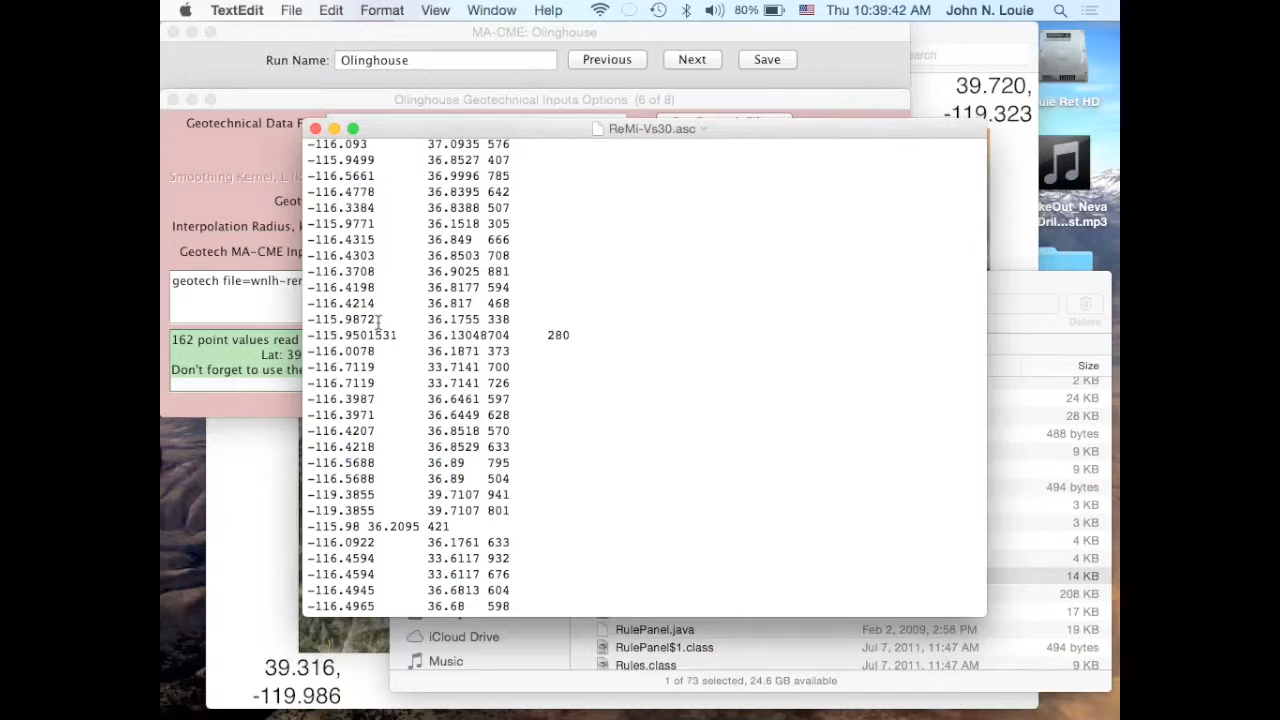 TextEdit File Edit Format View Window Help 80% Thu 10:39:42 AM John N. Louie
MA-CME: Olinghouse
Run Name: Olinghouse Previous Next Save
earch
39.720,
-119.323
uie Ret HD
Olinghouse Geotechnical Inputs Options (6 of 8)
Geotechnical Data F
ReMi-Vs30.asc
Smoothing Kernel, L (k
Geot
Interpolation Radius, k
Geotech MA-CME Inp
geotech file=wnlh-rer
162 point values read
Lat: 39
Don't forget to use the
-116.093 37.0935 576
-115.9499 36.8527 407
-116.5661 36.9996 785
-116.4778 36.8395 642
-116.3384 36.8388 507
-115.9771 36.1518 305
-116.4315 36.849 666
-116.4303 36.8503 708
-116.3708 36.9025 881
-116.4198 36.8177 594
-116.4214 36.817 468
-115.9872 36.1755 338
-115.9501531 36.13048704 280
-116.0078 36.1871 373
-116.7119 33.7141 700
-116.7119 33.7141 726
-116.3987 36.6461 597
-116.3971 36.6449 628
-116.4207 36.8518 570
-116.4218 36.8529 633
-116.5688 36.89 795
-116.5688 36.89 504
-119.3855 39.7107 941
-119.3855 39.7107 801
-115.98 36.2095 421
-116.0922 36.1761 633
-116.4594 33.6117 932
-116.4594 33.6117 676
-116.4945 36.6813 604
-116.4965 36.68 598
keOut_Neva
Dril...st.mp3
Delete
Size
2 KB
24 KB
28 KB
488 bytes
9 KB
9 KB
494 bytes
3 KB
3 KB
4 KB
4 KB
14 KB
208 KB
17 KB
iCloud Drive RulePanel.java Feb 2, 2009, 2:58 PM 19 KB
RulePanel$1.class Jul 7, 2011, 11:47 AM 494 bytes
Music Rules.class Jul 7, 2011, 11:47 AM 9 KB
1 of 73 selected, 24.6 GB available
39.316,
-119.986